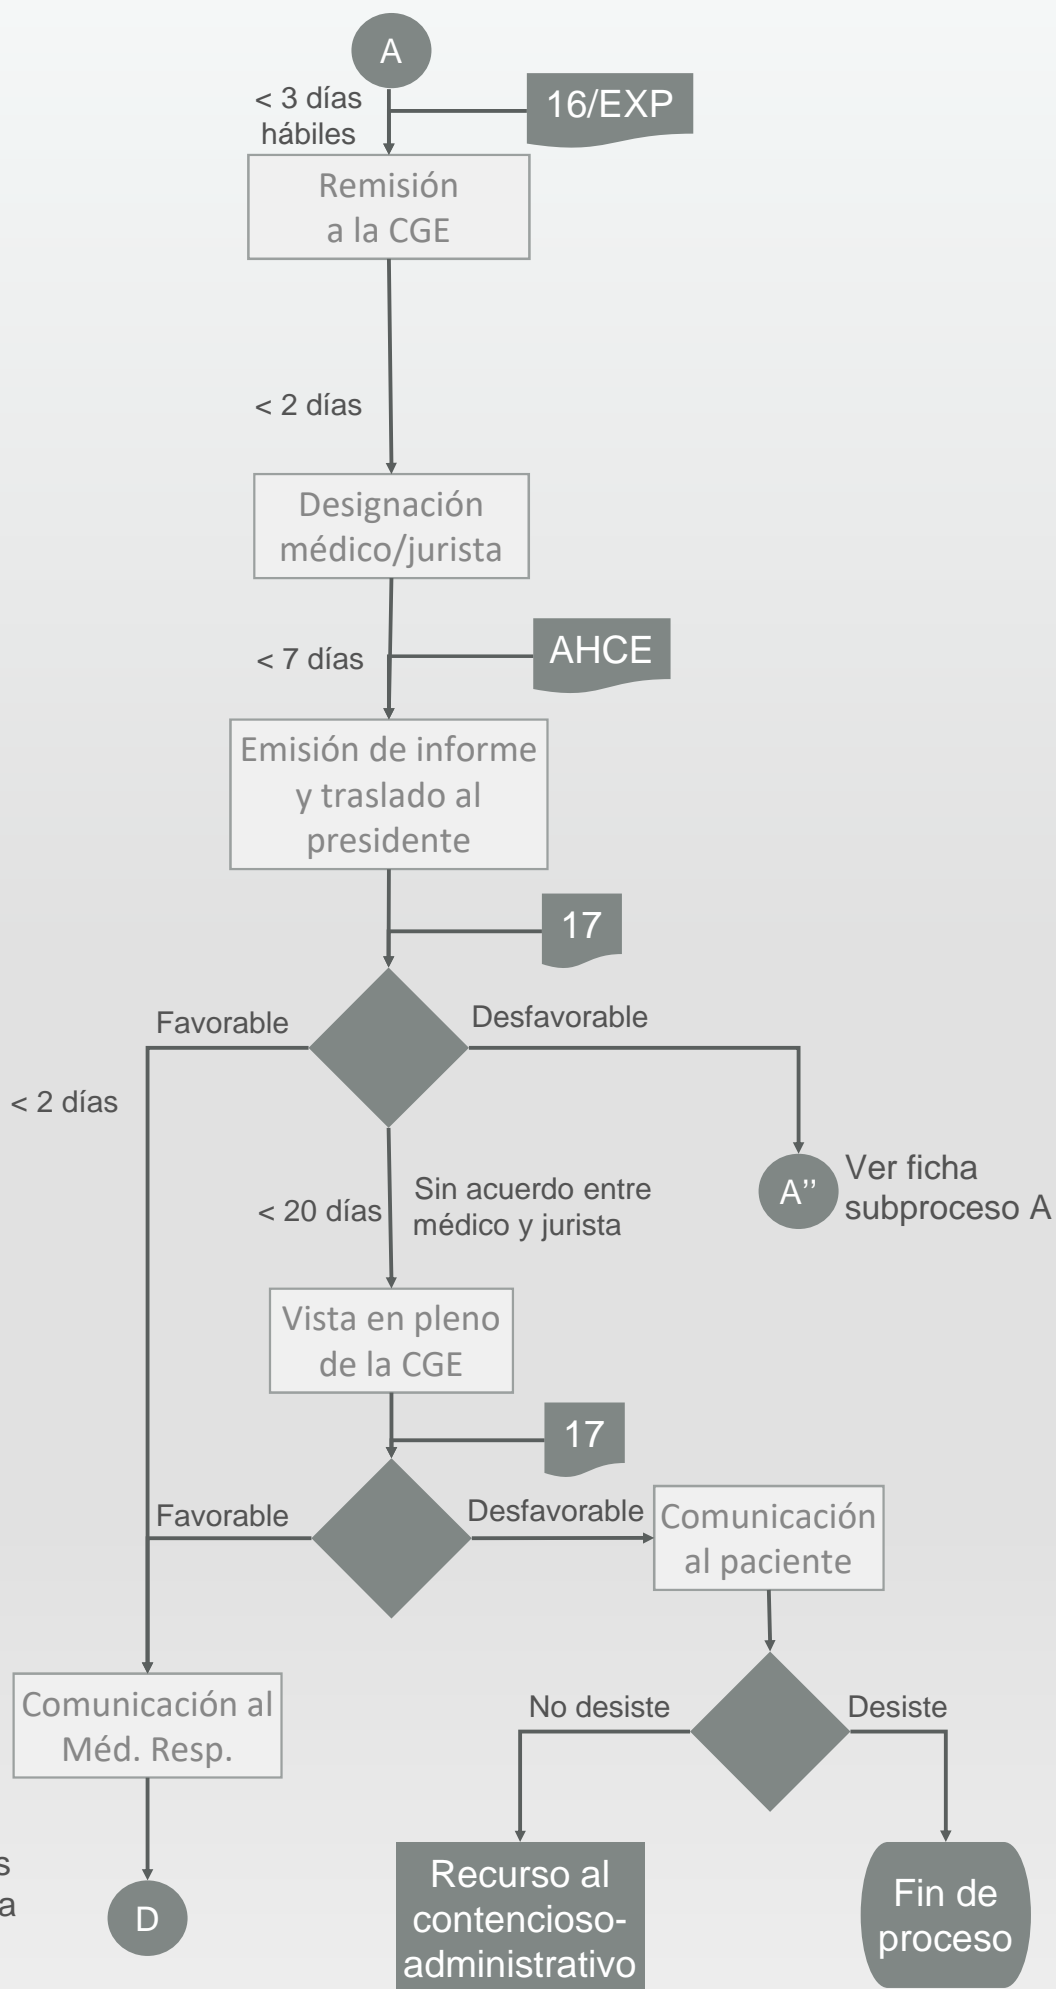 A
< 3 días
hábiles
16/EXP
Remisión
a la CGE
< 2 días
Designación
médico/jurista
< 7 días
AHCE
Emisión de informe
y traslado al
presidente
17
Favorable
Desfavorable
< 2 días
A’’
Ver ficha
subproceso A
< 20 días
Sin acuerdo entre
médico y jurista
Vista en pleno
de la CGE
17
Favorable
Desfavorable
Comunicación
al paciente
Comunicación al
Méd. Resp.
No desiste
Desiste
D
Recurso al
contencioso-
administrativo
Fin de
proceso